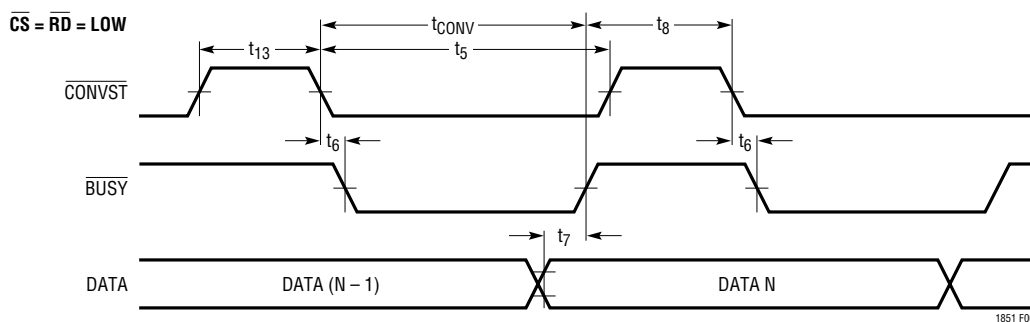 CS = RD = LOW
tCONV
t8
t13
t5
CONVST
t6
t6
BUSY
t7
DATA
DATA (N – 1)
DATA N
1851 F0